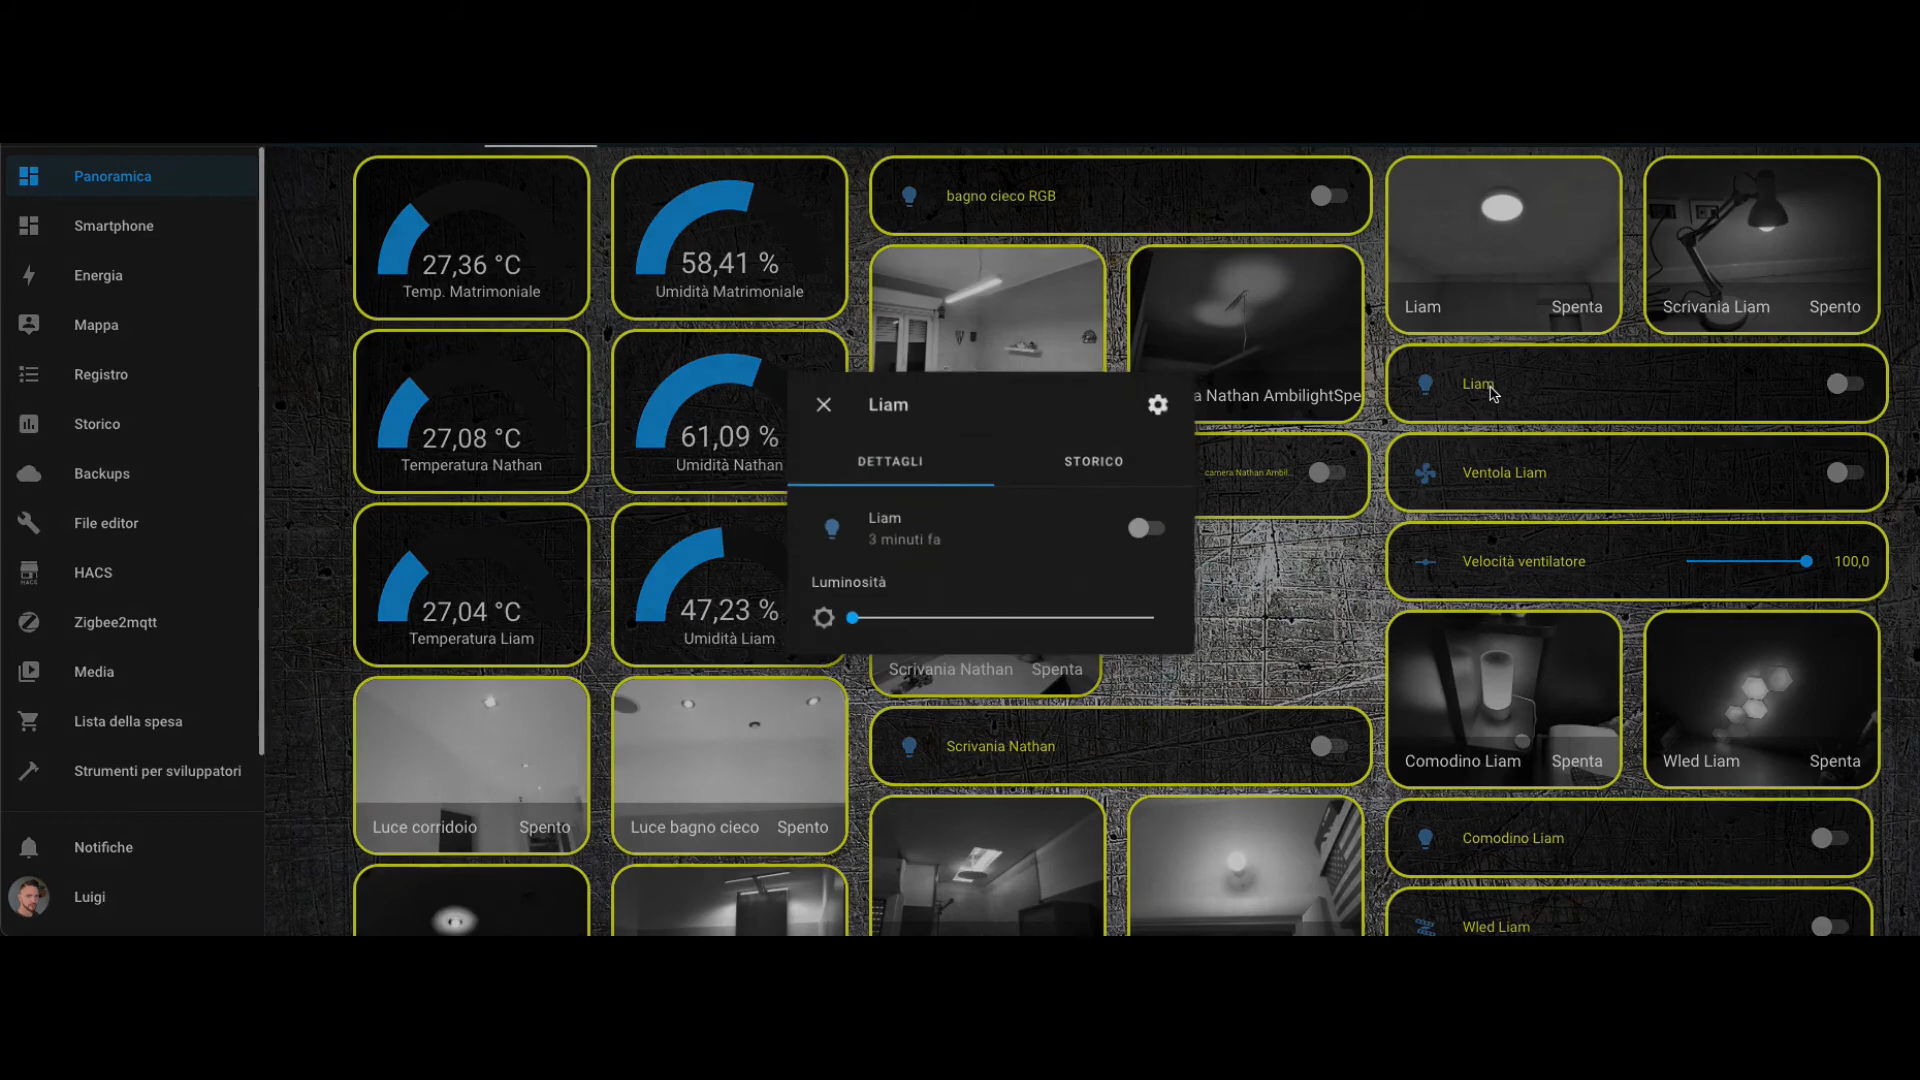 Panoramica
Smartphone
Energia
Mappa
Registro
Storico
Backups
File editor
HACS
HACS
Zigbee2mqtt
Media
Lista della spesa
Strumenti per sviluppatori
Notifiche
Luigi
27,36 °C
Temp. Matrimoniale
58,41 %
Umidità Matrimoniale
27,08 °C
Temperatura Nathan
61,09 %
Umidità Nathan
27,04 °C
Temperatura Liam
47,23 %
Umidità Liam
Luce corridoio Spento
Luce bagno cieco Spento
bagno cieco RGB
a Nathan AmbilightSpe
camera Nathan Ambil...
Liam
DETTAGLI STORICO
Liam
3 minuti fa
Luminosità
Scrivania Nathan Spenta
Scrivania Nathan
Liam Spenta
Scrivania Liam Spento
Liam
Ventola Liam
Velocità ventilatore 100,0
Comodino Liam Spenta
Wled Liam Spenta
Comodino Liam
Wled Liam